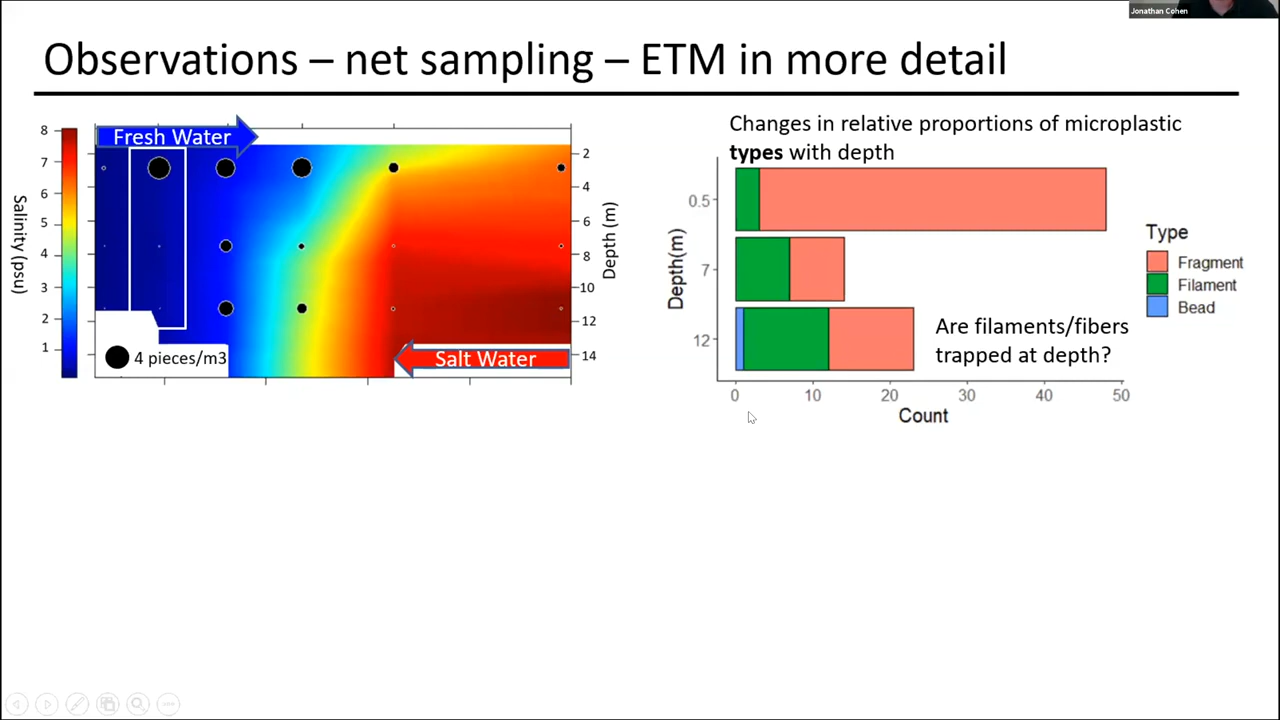 Jonathan Cohen
Observations – net sampling – ETM in more detail
Fresh Water
8
7
6
5
4
3
2
1
Salinity (psu)
2
4
6
8
10
12
14
Depth (m)
4 pieces/m3
Salt Water
Changes in relative proportions of microplastic
types with depth
0.5
7
12
Depth(m)
0
10
20
30
40
50
Count
Are filaments/fibers
trapped at depth?
Type
Fragment
Filament
Bead